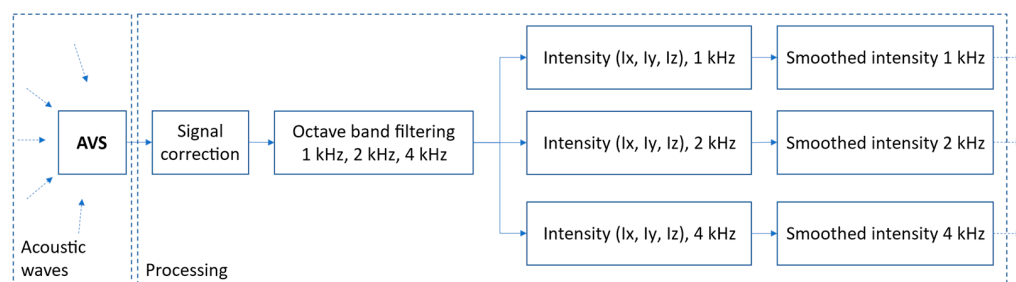 AVS
Acoustic
waves
Signal
correction
Octave band filtering
1 kHz, 2 kHz, 4 kHz
Intensity (Ix, Iy, Iz), 1 kHz
Smoothed intensity 1 kHz
Intensity (Ix, Iy, Iz), 2 kHz
Smoothed intensity 2 kHz
Intensity (Ix, Iy, Iz), 4 kHz
Smoothed intensity 4 kHz
Processing